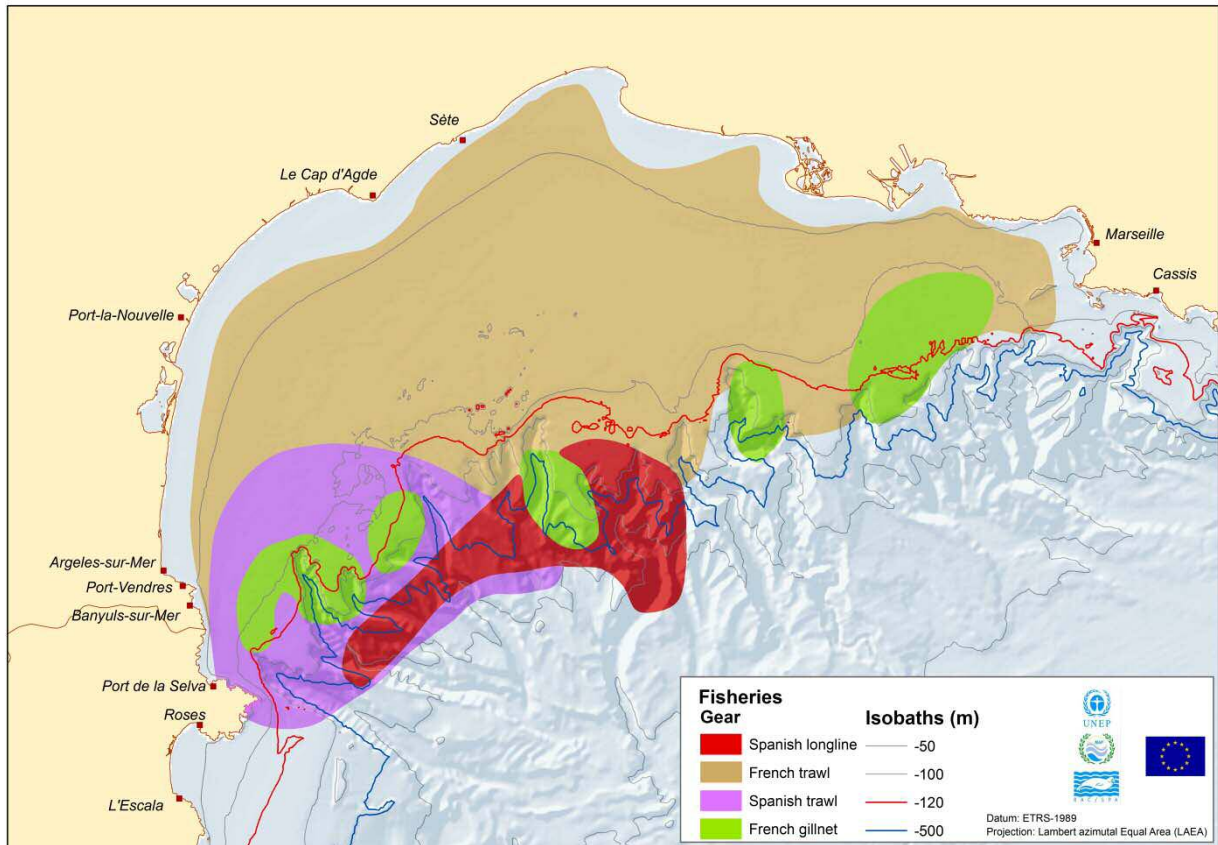 Sète
Le Cap d'Agde
Marseille
Cassis
Port-la-Nouvelle
Argeles-sur-Mer
Port-Vendres
Banyuls-sur-Mer
Port de la Selva
Roses
L'Escala
Fisheries
Gear
Spanish longline
French trawl
Spanish trawl
French gillnet
Isobaths (m)
-50
-100
-120
-500
UNEP
RAC/SPA
Datum: ETRS-1989
Projection: Lambert azimutal Equal Area (LAEA)